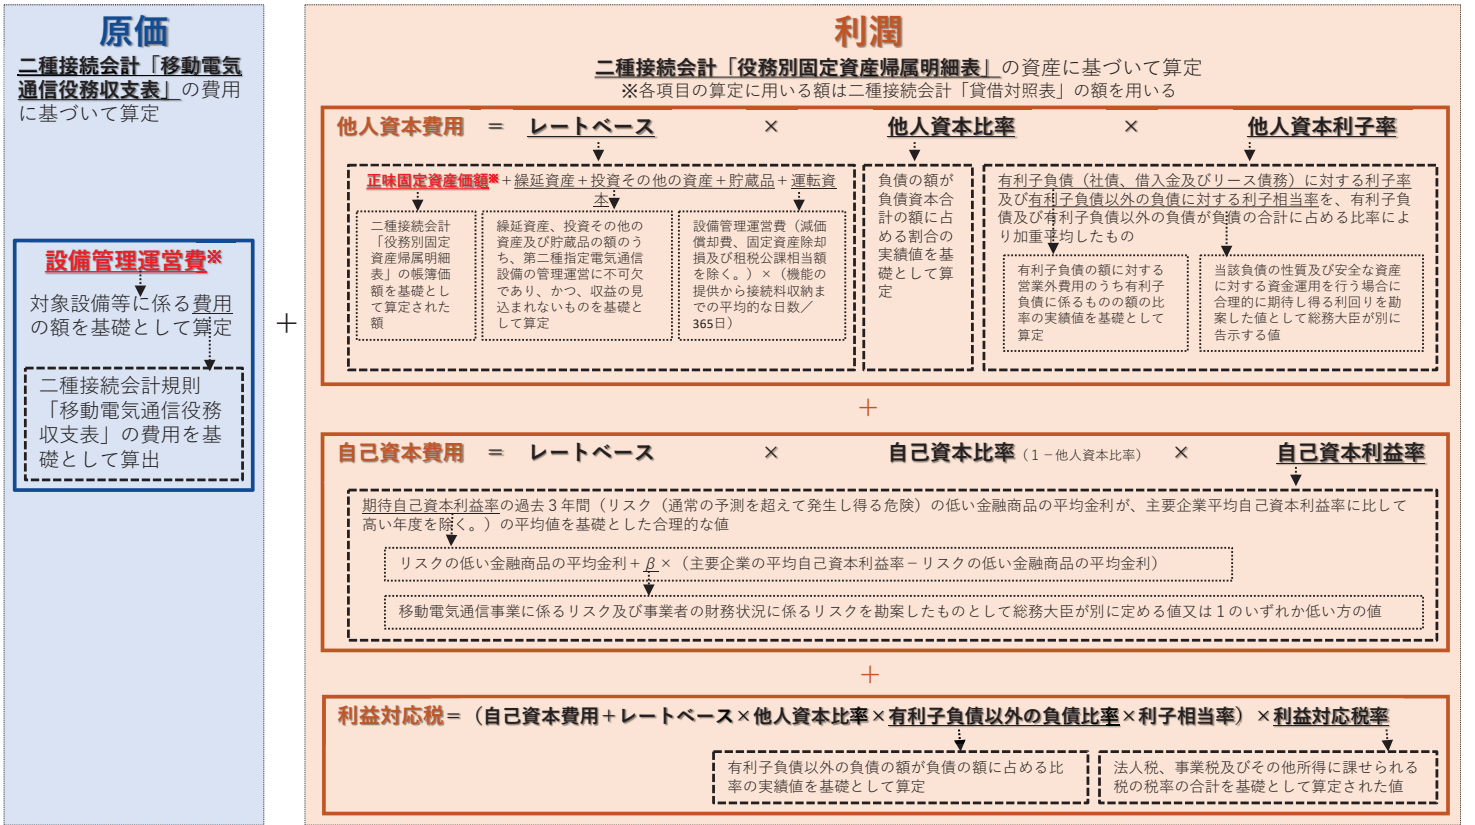 原価
二種接続会計「移動電気
通信役務収支表」の費用
に基づいて算定
設備管理運営費※
対象設備等に係る費用
の額を基礎として算定
二種接続会計規則
「移動電気通信役務
収支表」の費用を基
礎として算出
＋
利潤
二種接続会計「役務別固定資産帰属明細表」の資産に基づいて算定
※各項目の算定に用いる額は二種接続会計「貸借対照表」の額を用いる
他人資本費用 ＝ レートベース × 他人資本比率 × 他人資本利子率
正味固定資産価額※＋繰延資産＋投資その他の資産＋貯蔵品＋運転資
本
二種接続会計
「役務別固定
資産帰属明細
表」の帳簿価
額を基礎とし
て算定された
額
繰延資産、投資その他の
資産及び貯蔵品の額のう
ち、第二種指定電気通信
設備の管理運営に不可欠
であり、かつ、収益の見
込まれないものを基礎と
して算定
設備管理運営費（減価
償却費、固定資産除却
損及び租税公課相当額
を除く。）×（機能の
提供から接続料収納ま
での平均的な日数／
365日）
負債の額が
負債資本合
計の額に占
める割合の
実績値を基
礎として算
定
有利子負債（社債、借入金及びリース債務）に対する利子率
及び有利子負債以外の負債に対する利子相当率を、有利子負
債及び有利子負債以外の負債が負債の合計に占める比率によ
り加重平均したもの
有利子負債の額に対する
営業外費用のうち有利子
負債に係るものの額の比
率の実績値を基礎として
算定
当該負債の性質及び安全な資産
に対する資金運用を行う場合に
合理的に期待し得る利回りを勘
案した値として総務大臣が別に
告示する値
＋
自己資本費用 ＝ レートベース × 自己資本比率（１－他人資本比率） × 自己資本利益率
期待自己資本利益率の過去３年間（リスク（通常の予測を超えて発生し得る危険）の低い金融商品の平均金利が、主要企業平均自己資本利益率に比して
高い年度を除く。）の平均値を基礎とした合理的な値
リスクの低い金融商品の平均金利＋β×（主要企業の平均自己資本利益率－リスクの低い金融商品の平均金利）
移動電気通信事業に係るリスク及び事業者の財務状況に係るリスクを勘案したものとして総務大臣が別に定める値又は１のいずれか低い方の値
＋
利益対応税＝（自己資本費用＋レートベース×他人資本比率×有利子負債以外の負債比率×利子相当率）×利益対応税率
有利子負債以外の負債の額が負債の額に占める比
率の実績値を基礎として算定
法人税、事業税及びその他所得に課せられる
税の税率の合計を基礎として算定された値